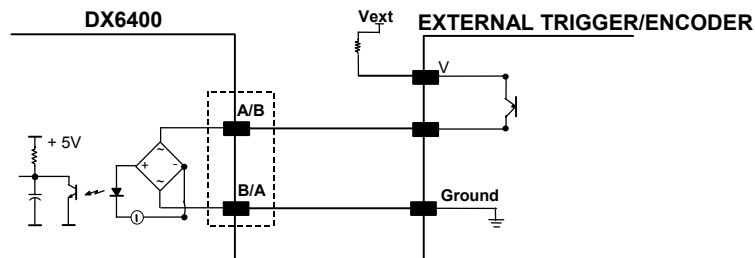 DX6400
Vext
EXTERNAL TRIGGER/ENCODER
V
A/B
+ 5V
~
+ -
~
I
B/A
Ground